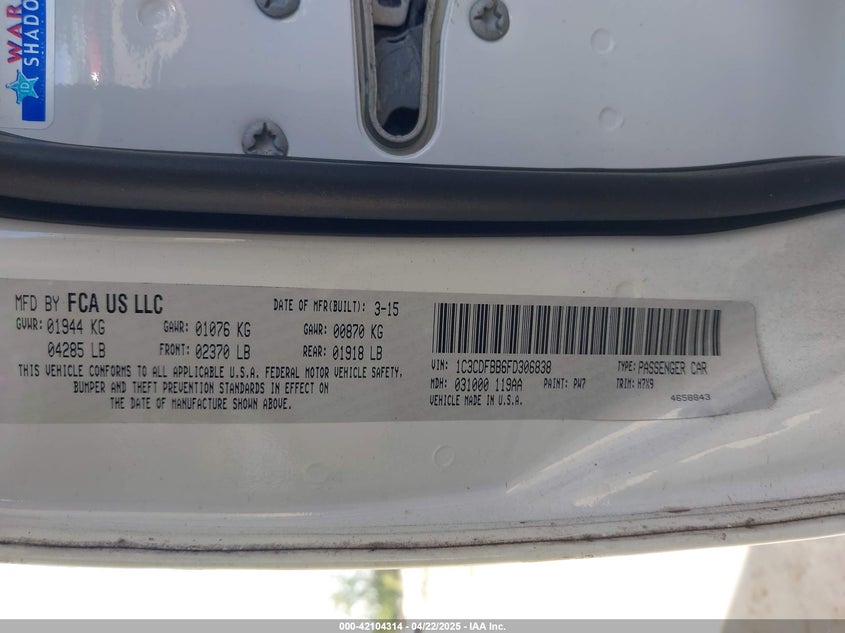 WAR
SHADO
ID
MFD BY FCA US LLC
DATE OF MFR(BUILT): 3-15
GVWR: 01944 KG
GAWR: 01076 KG
GAWR: 00870 KG
04285 LB
FRONT: 02370 LB
REAR: 01918 LB
THIS VEHICLE CONFORMS TO ALL U.S.A. FEDERAL MOTOR VEHICLE SAFETY,
BUMPER AND THEFT PREVENTION STANDARDS IN EFFECT ON
THE DATE OF MANUFACTURE SHOWN ABOVE.
VIN: 1C3CDFBB6FD306838
TYPE: PASSENGER CAR
MDH: 031000 119AA
PAINT: PW7
TRIM: H7X9
VEHICLE MADE IN U.S.A.
4658843
000-42104314 - 04/22/2025 - IAA Inc.